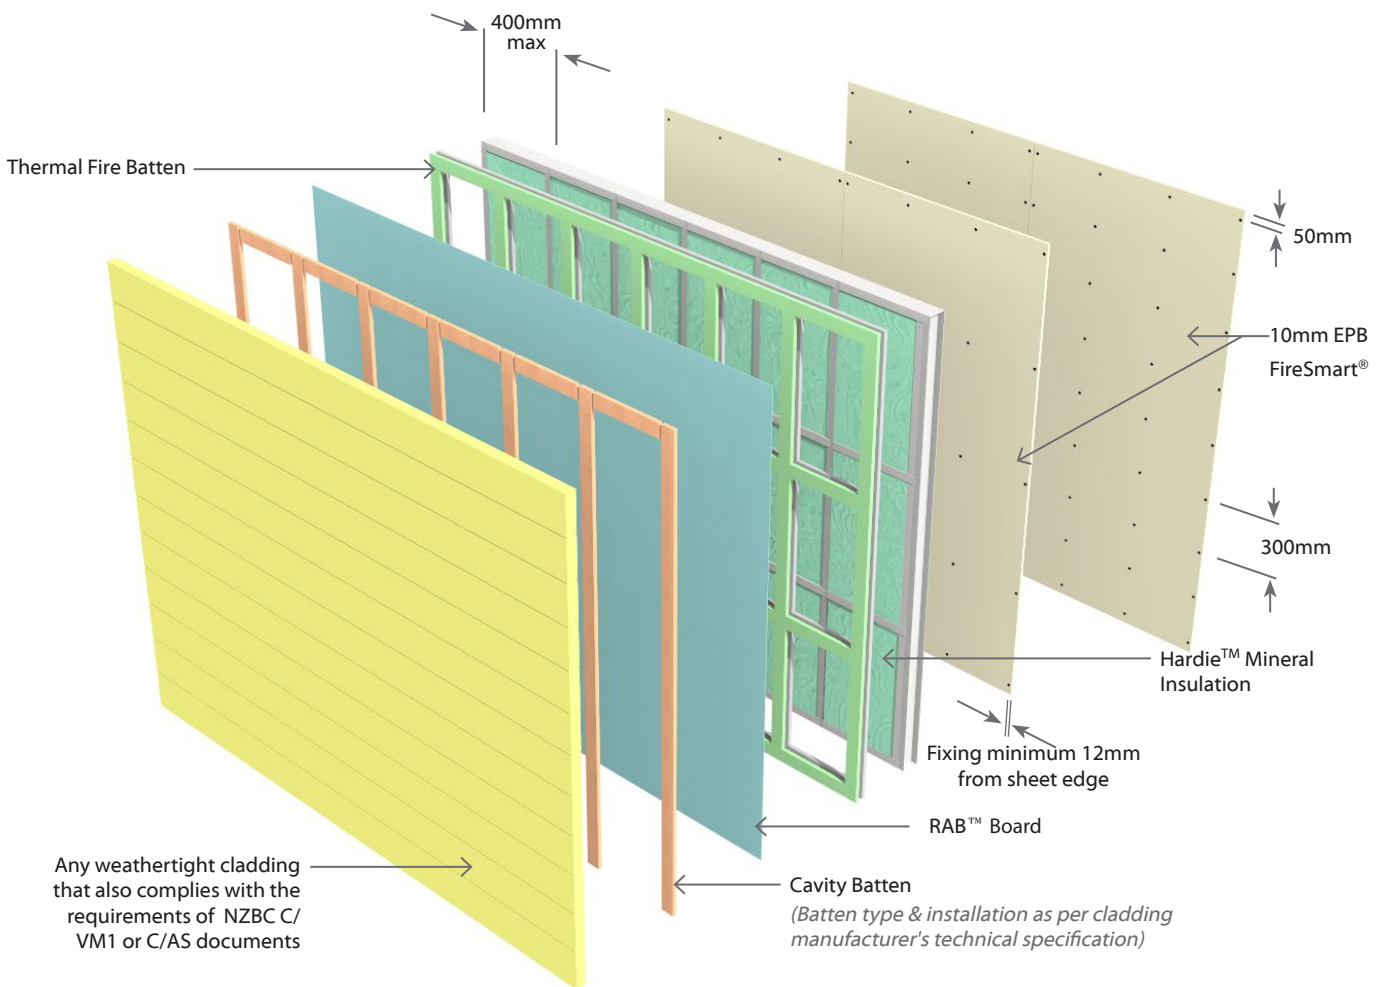 400mm
max
Thermal Fire Batten
50mm
10mm EPB
FireSmart®
300mm
Hardie™ Mineral
Insulation
Fixing minimum 12mm
from sheet edge
RAB™ Board
Cavity Batten
(Batten type & installation as per cladding
manufacturer's technical specification)
Any weathertight cladding
that also complies with the
requirements of NZBC C/
VM1 or C/AS documents